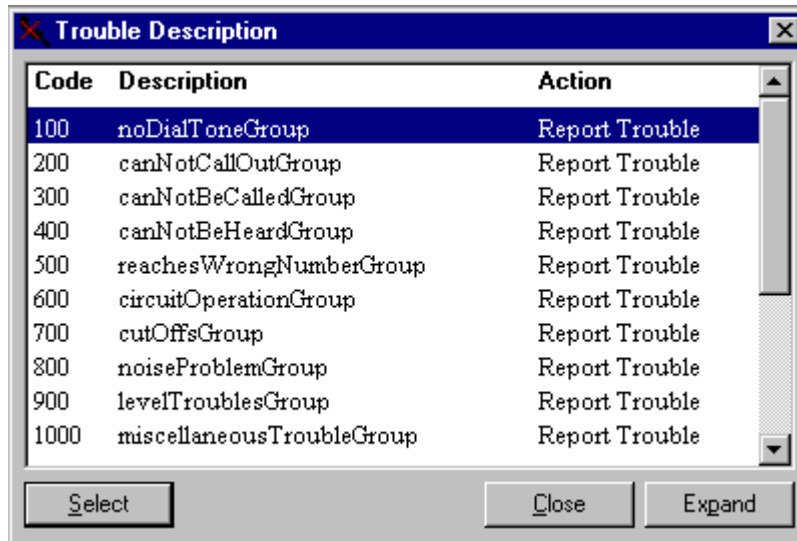 Trouble Description
Code Description Action
100 noDialToneGroup Report Trouble
200 canNotCallOutGroup Report Trouble
300 canNotBeCalledGroup Report Trouble
400 canNotBeHeardGroup Report Trouble
500 reachesWrongNumberGroup Report Trouble
600 circuitOperationGroup Report Trouble
700 cutOffsGroup Report Trouble
800 noiseProblemGroup Report Trouble
900 levelTroublesGroup Report Trouble
1000 miscellaneousTroubleGroup Report Trouble
Select Close Expand